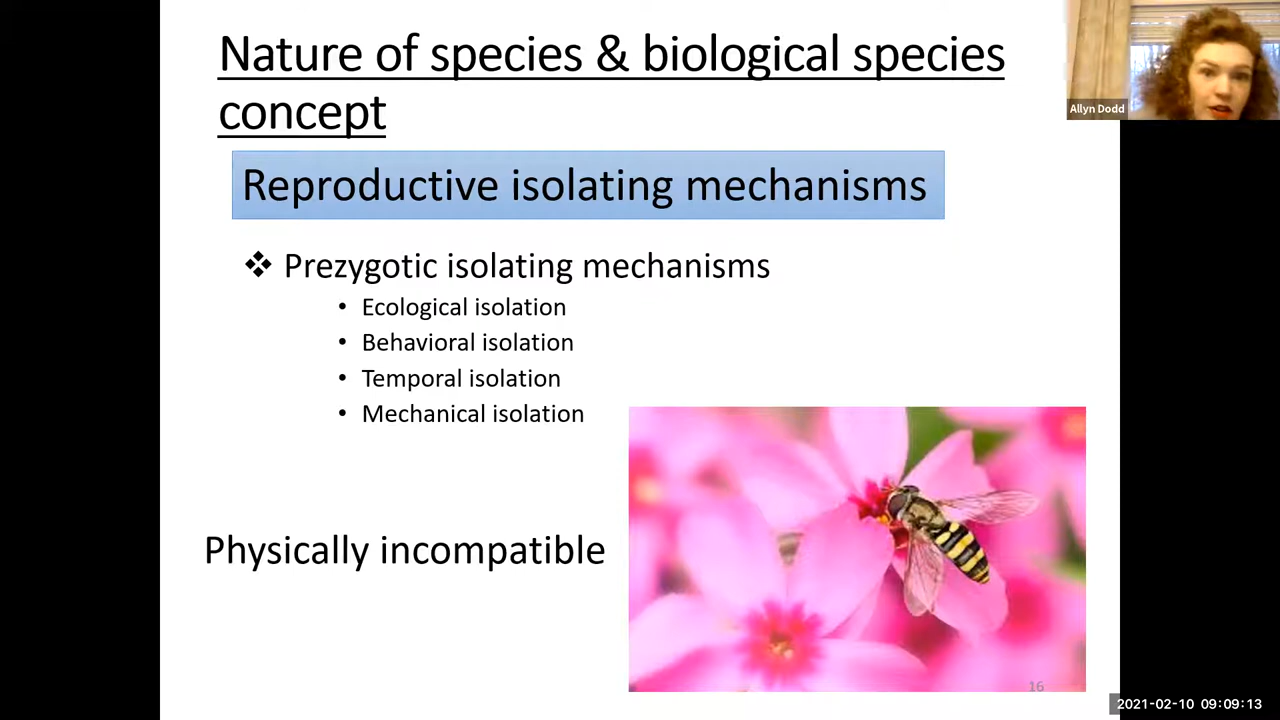 Nature of species & biological species
concept
Allyn Dodd
Reproductive isolating mechanisms
❖ Prezygotic isolating mechanisms
• Ecological isolation
• Behavioral isolation
• Temporal isolation
• Mechanical isolation
Physically incompatible
16
2021-02-10 09:09:13